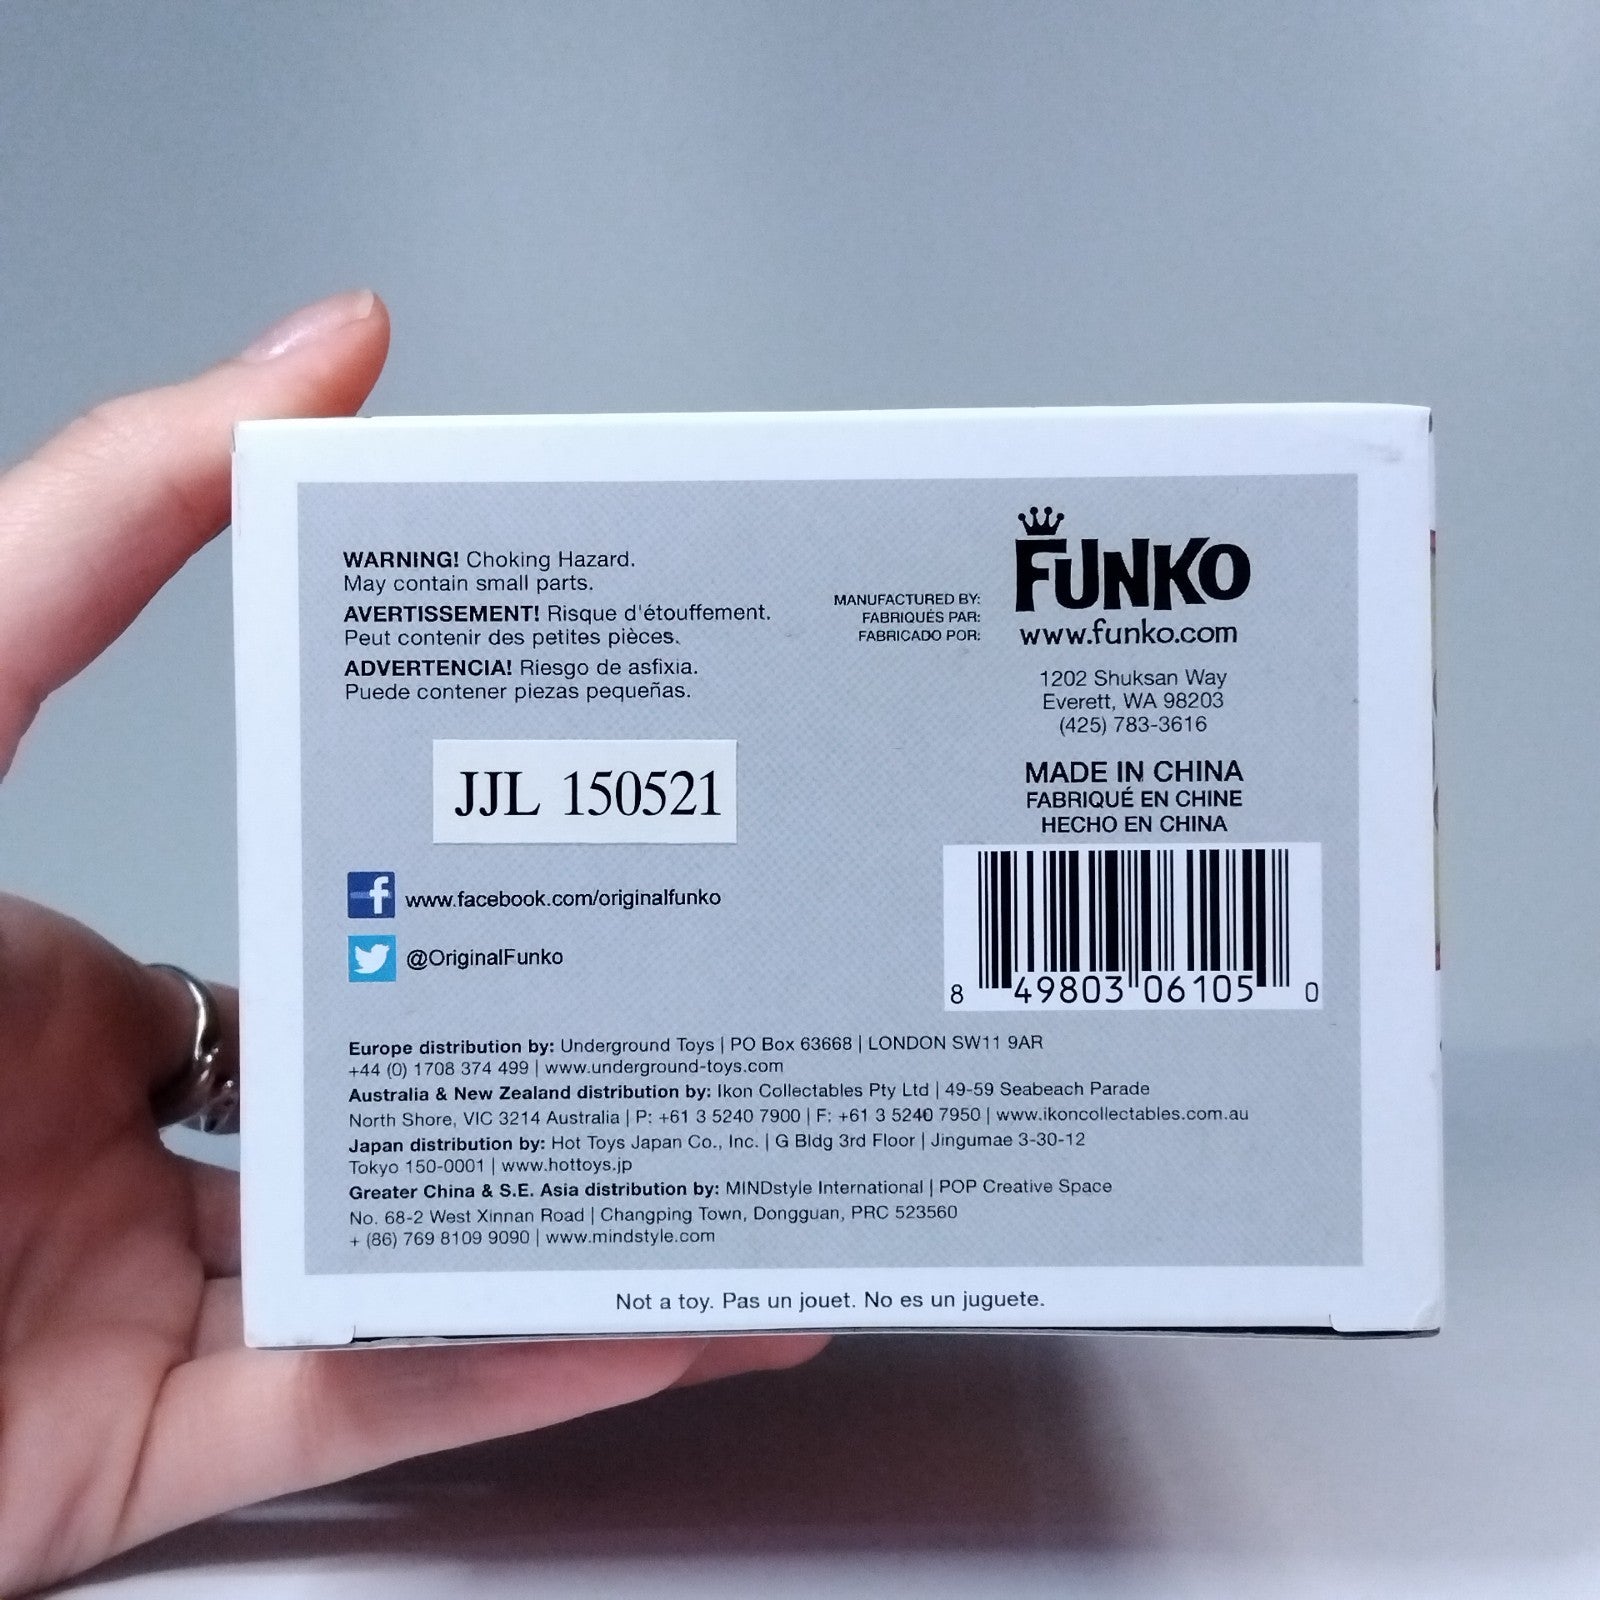 WARNING! Choking Hazard.
May contain small parts.
AVERTISSEMENT! Risque d'étouffement.
Peut contenir des petites pièces.
ADVERTENCIA! Riesgo de asfixia.
Puede contener piezas pequeñas.
MANUFACTURED BY:
FABRIQUÉS PAR:
FABRICADO POR:
FUNKO
www.funko.com
1202 Shuksan Way
Everett, WA 98203
(425) 783-3616
MADE IN CHINA
FABRIQUÉ EN CHINE
HECHO EN CHINA
JJL 150521
www.facebook.com/originalfunko
@OriginalFunko
8 49803 06105 0
Europe distribution by: Underground Toys | PO Box 63668 | LONDON SW11 9AR
+44 (0) 1708 374 499 | www.underground-toys.com
Australia & New Zealand distribution by: Ikon Collectables Pty Ltd | 49-59 Seabeach Parade
North Shore, VIC 3214 Australia | P: +61 3 5240 7900 | F: +61 3 5240 7950 | www.ikoncollectables.com.au
Japan distribution by: Hot Toys Japan Co., Inc. | G Bldg 3rd Floor | Jingumae 3-30-12
Tokyo 150-0001 | www.hottoys.jp
Greater China & S.E. Asia distribution by: MINDstyle International | POP Creative Space
No. 68-2 West Xinnan Road | Changping Town, Dongguan, PRC 523560
+ (86) 769 8109 9090 | www.mindstyle.com
Not a toy. Pas un jouet. No es un juguete.